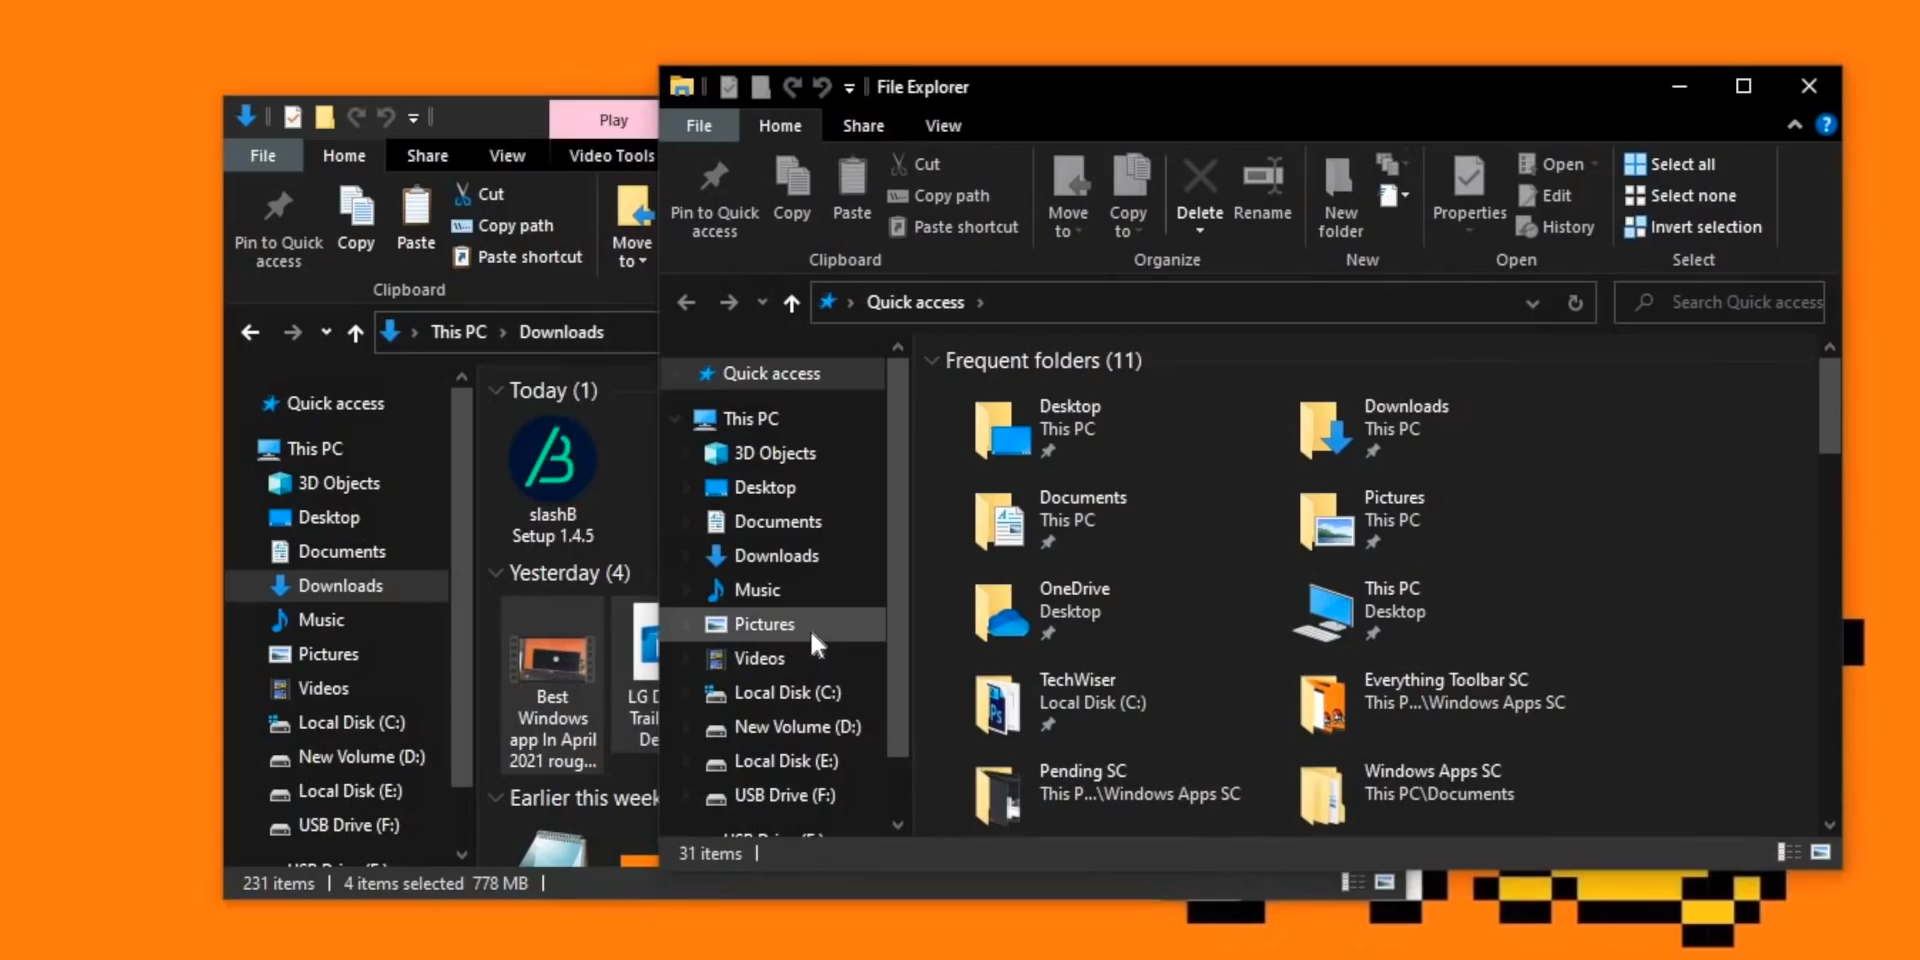 Play
File
Home
Share
View
Video Tools
Pin to Quick
access
Copy
Paste
Cut
Copy path
Paste shortcut
Move
to
Clipboard
This PC
Downloads
Quick access
This PC
3D Objects
Desktop
Documents
Downloads
Music
Pictures
Videos
Local Disk (C:)
New Volume (D:)
Local Disk (E:)
USB Drive (F:)
Today (1)
slashB
Setup 1.4.5
Yesterday (4)
Best
Windows
app In April
2021 roug...
LG D
Trail
De
Earlier this week
231 items
4 items selected 778 MB
File Explorer
File
Home
Share
View
Pin to Quick
access
Copy
Paste
Cut
Copy path
Paste shortcut
Clipboard
Move
to
Copy
to
Delete
Rename
Organize
New
folder
New
Properties
Open
Edit
History
Open
Select all
Select none
Invert selection
Select
Quick access
Search Quick access
Quick access
This PC
3D Objects
Desktop
Documents
Downloads
Music
Pictures
Videos
Local Disk (C:)
New Volume (D:)
Local Disk (E:)
USB Drive (F:)
Frequent folders (11)
Desktop
This PC
Downloads
This PC
Documents
This PC
Pictures
This PC
OneDrive
Desktop
This PC
Desktop
TechWiser
Local Disk (C:)
Everything Toolbar SC
This P...\Windows Apps SC
Pending SC
This P...\Windows Apps SC
Windows Apps SC
This PC\Documents
31 items